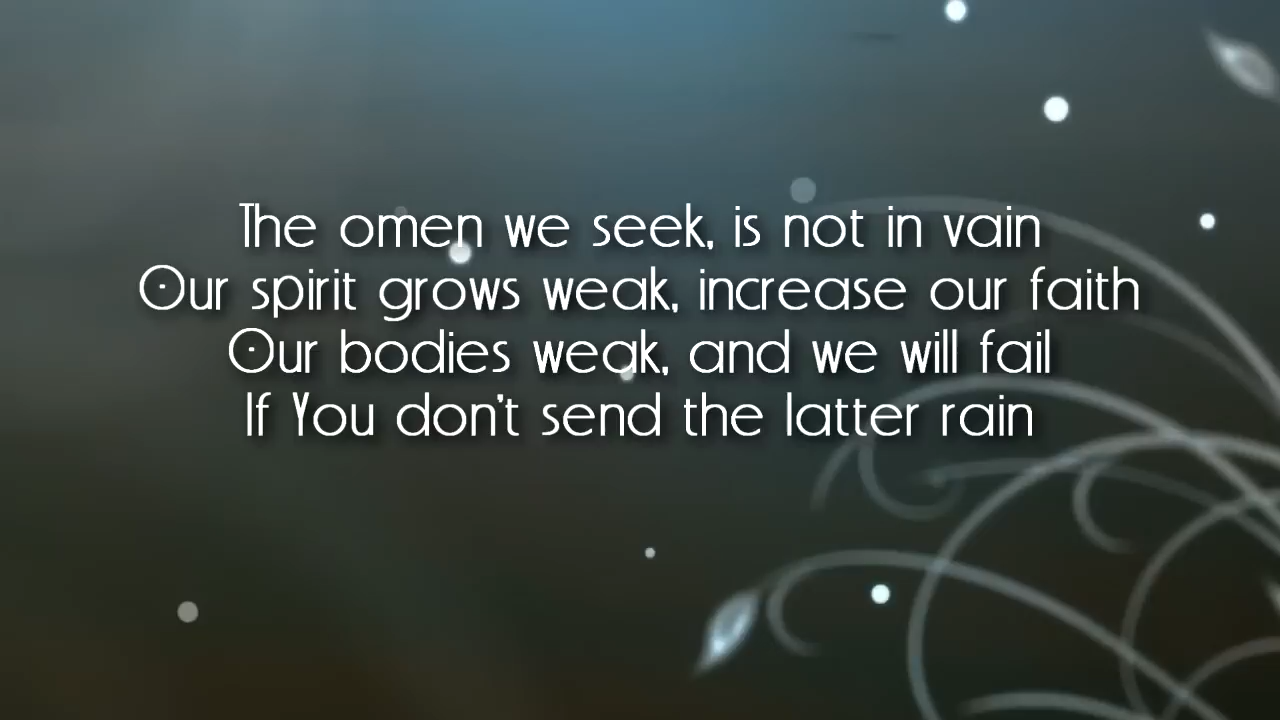 The omen we seek, is not in vain
Our spirit grows weak, increase our faith
Our bodies weak, and we will fail
If You don't send the latter rain